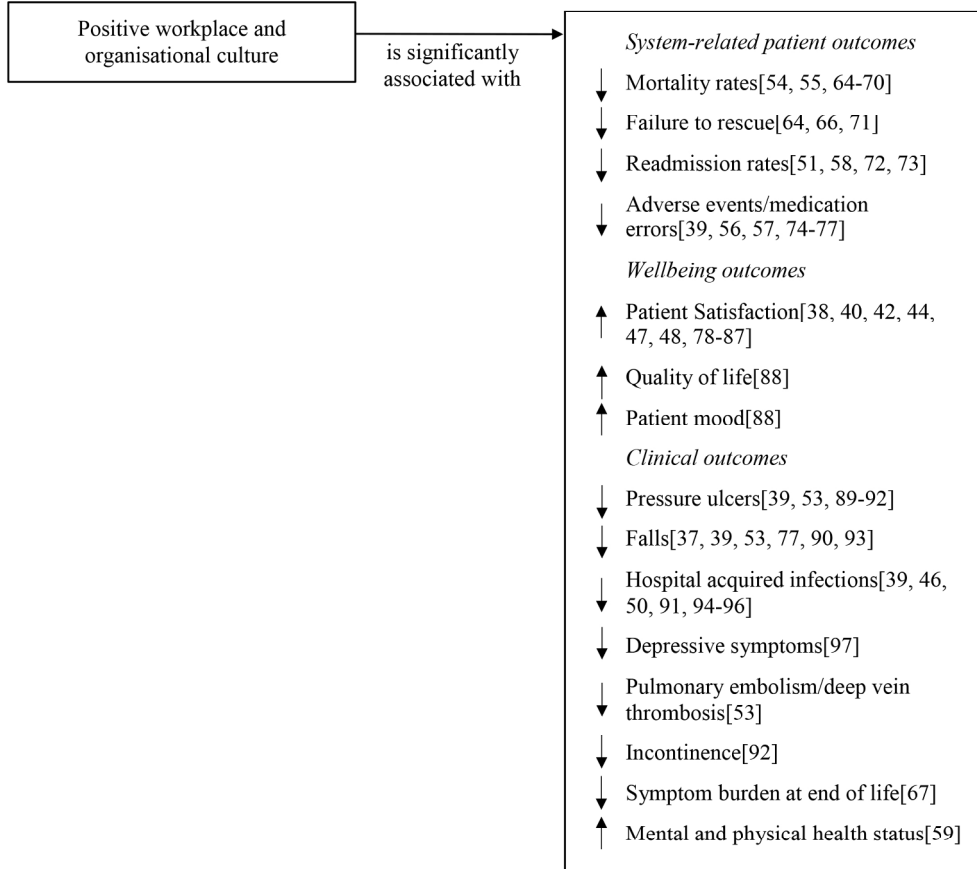 Positive workplace and
organisational culture
is significantly
associated with
System-related patient outcomes
Mortality rates[54, 55, 64-70]
Failure to rescue[64, 66, 71]
Readmission rates[51, 58, 72, 73]
Adverse events/medication
errors[39, 56, 57, 74-77]
Wellbeing outcomes
Patient Satisfaction[38, 40, 42, 44,
47, 48, 78-87]
Quality of life[88]
Patient mood[88]
Clinical outcomes
Pressure ulcers[39, 53, 89-92]
Falls[37, 39, 53, 77, 90, 93]
Hospital acquired infections[39, 46,
50, 91, 94-96]
Depressive symptoms[97]
Pulmonary embolism/deep vein
thrombosis[53]
Incontinence[92]
Symptom burden at end of life[67]
Mental and physical health status[59]